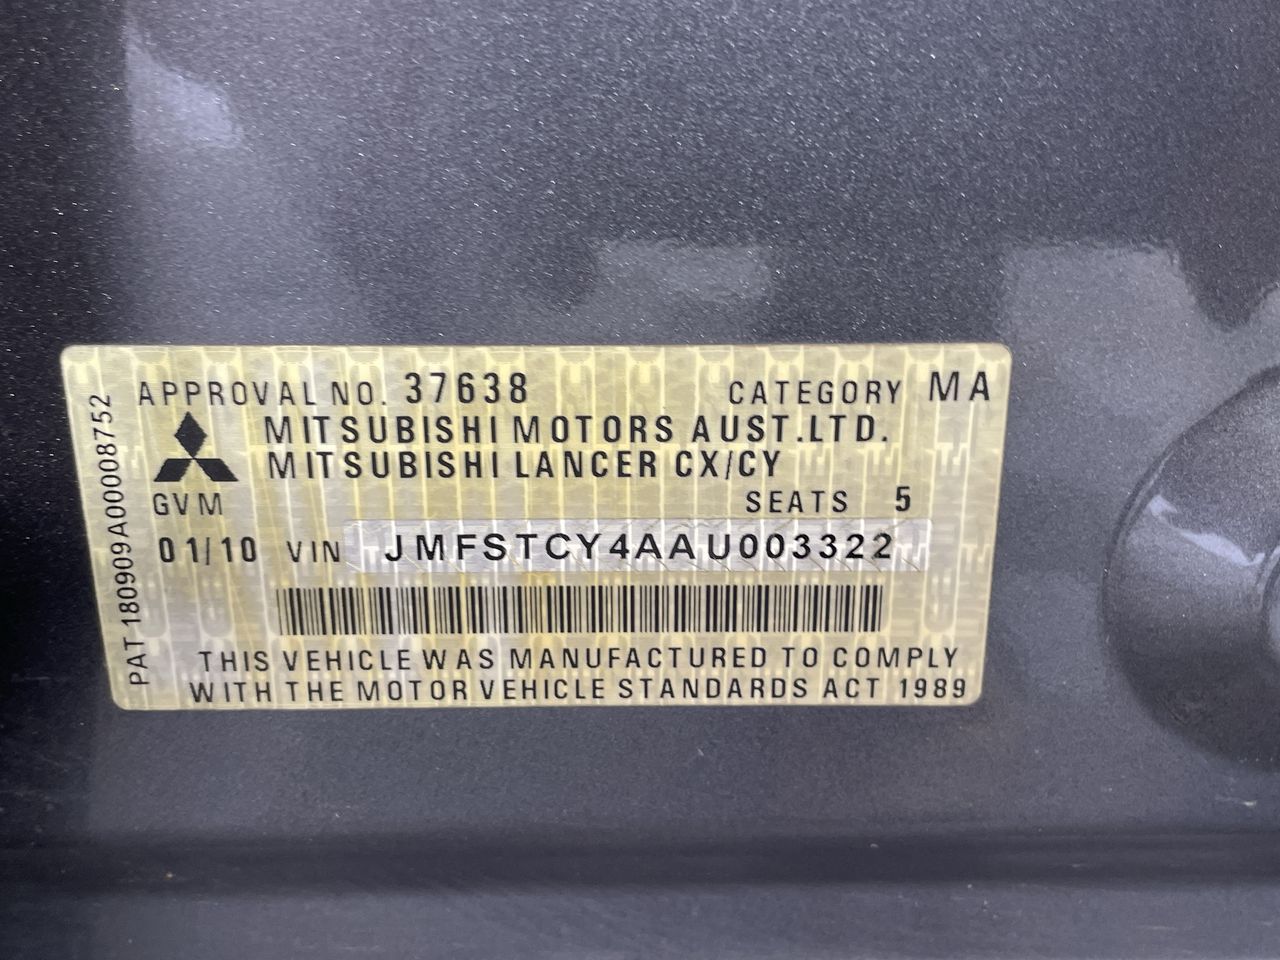 APPROVAL NO. 37638 CATEGORY MA
MITSUBISHI MOTORS AUST.LTD.
MITSUBISHI LANCER CX/CY
GVM SEATS 5
01/10 VIN JMFSTCY4AAU003322
THIS VEHICLE WAS MANUFACTURED TO COMPLY
WITH THE MOTOR VEHICLE STANDARDS ACT 1989
PAT 180909A00008752